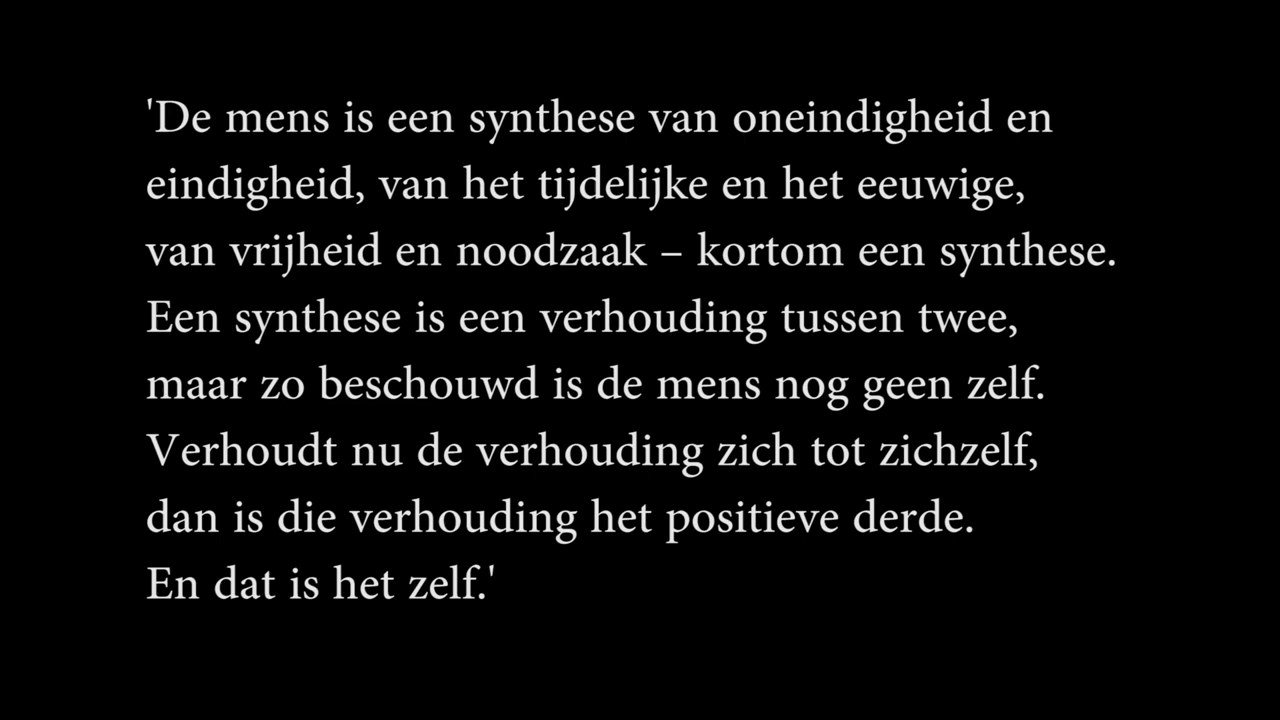 'De mens is een synthese van oneindigheid en
eindigheid, van het tijdelijke en het eeuwige,
van vrijheid en noodzaak – kortom een synthese.
Een synthese is een verhouding tussen twee,
maar zo beschouwd is de mens nog geen zelf.
Verhoudt nu de verhouding zich tot zichzelf,
dan is die verhouding het positieve derde.
En dat is het zelf.'